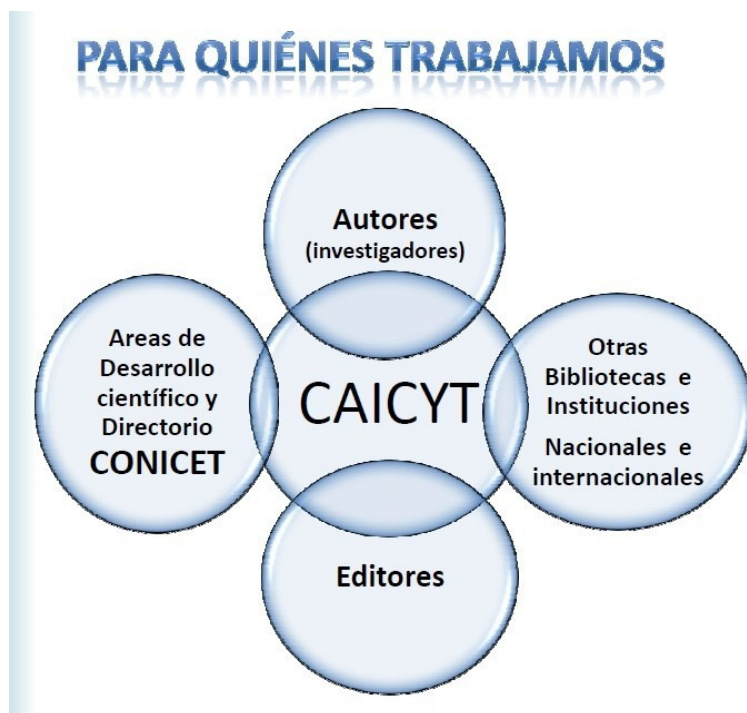 PARA QUIÉNES TRABAJAMOS
Autores
(investigadores)
Areas de
Desarrollo
científico y
Directorio
CONICET
CAICYT
Otras
Bibliotecas e
Instituciones
Nacionales e
internacionales
Editores